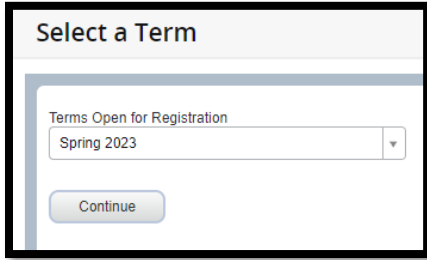 Select a Term
Terms Open for Registration
Spring 2023
Continue